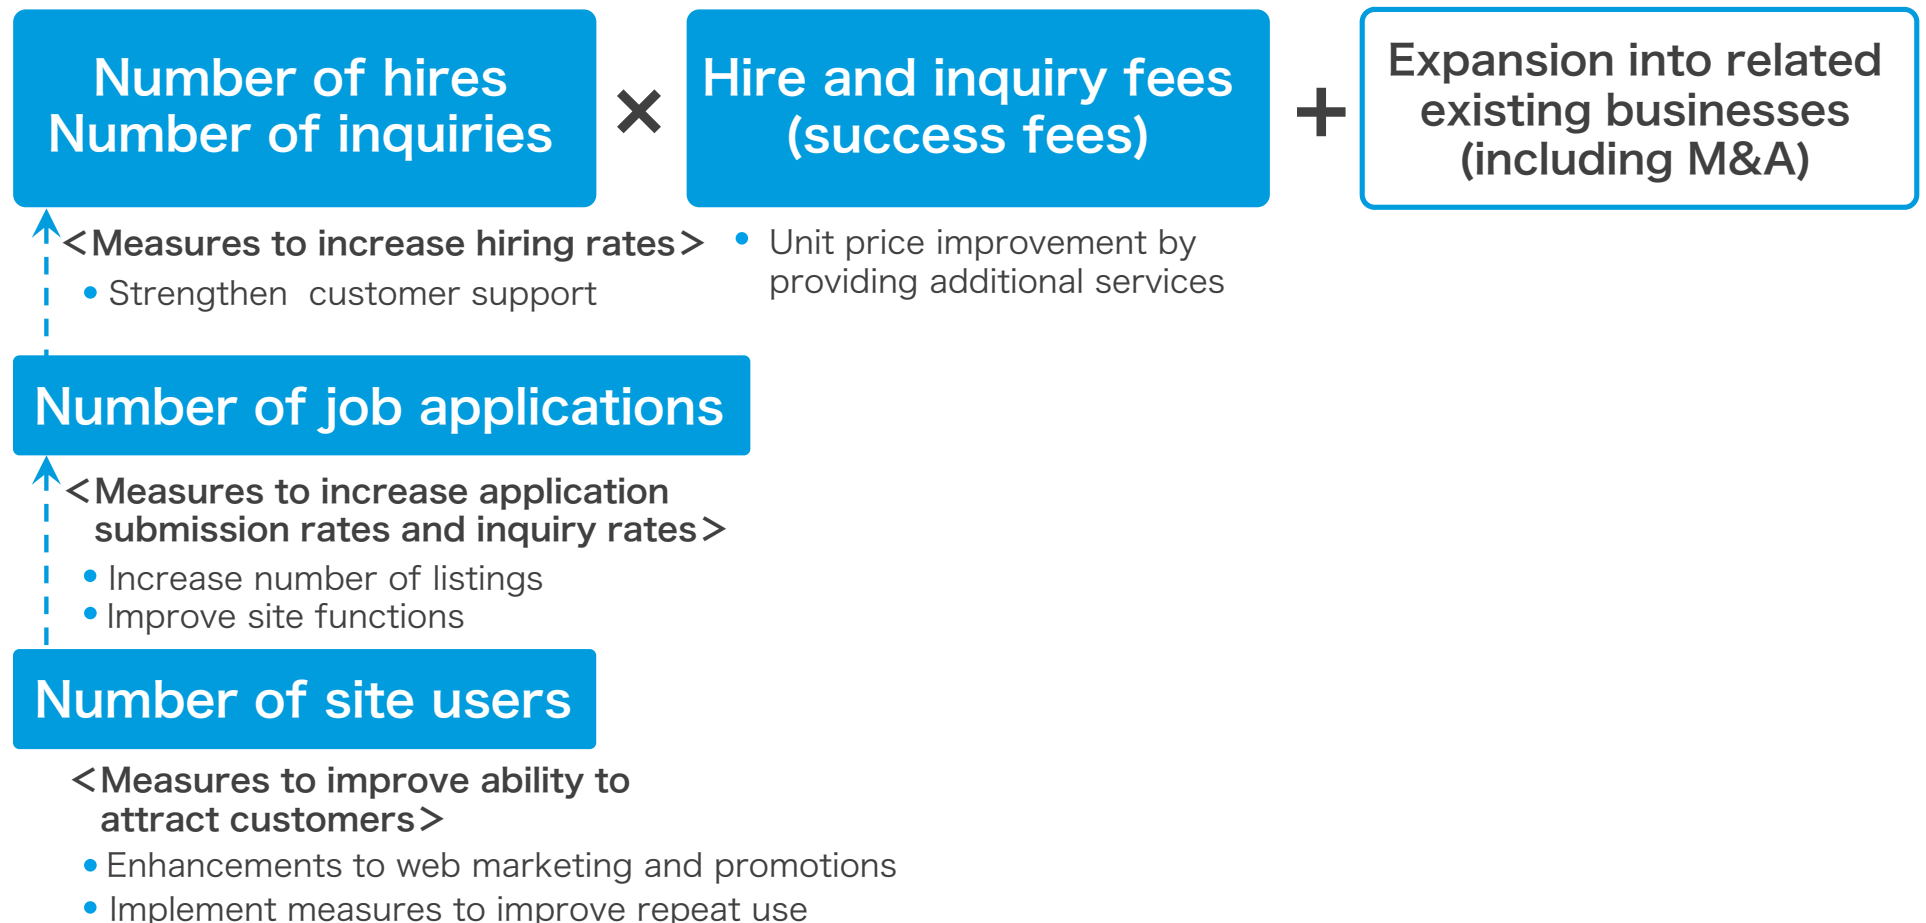 Number of hires
Number of inquiries
×
Hire and inquiry fees
(success fees)
+
Expansion into related
existing businesses
(including M&A)
<Measures to increase hiring rates>
• Strengthen customer support
• Unit price improvement by
providing additional services
Number of job applications
<Measures to increase application
submission rates and inquiry rates>
• Increase number of listings
• Improve site functions
Number of site users
<Measures to improve ability to
attract customers>
• Enhancements to web marketing and promotions
• Implement measures to improve repeat use